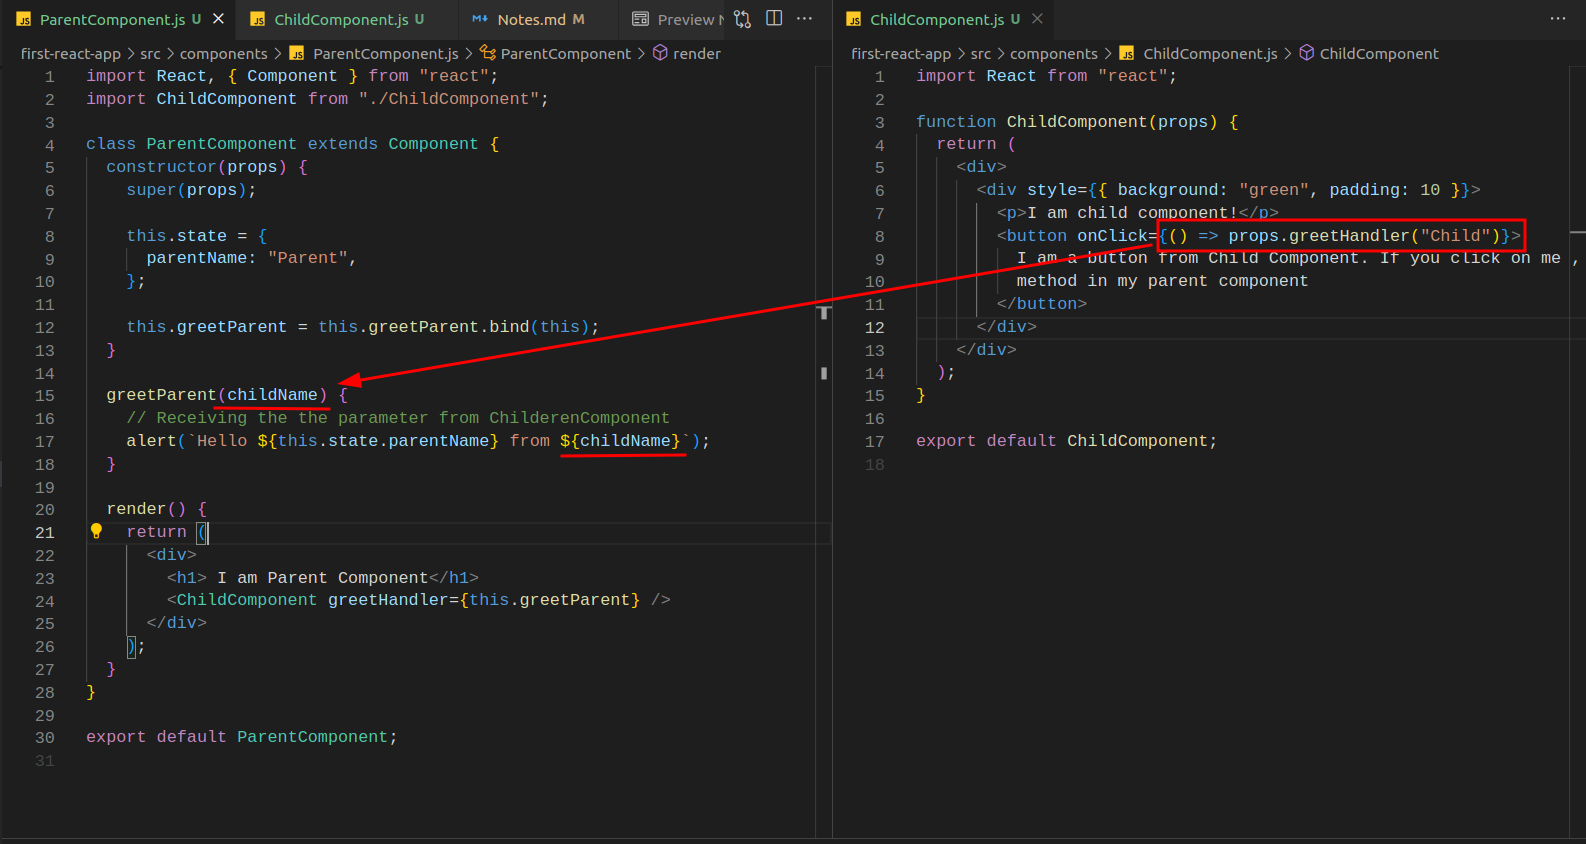 JS ParentComponent.js U
JS ChildComponent.js U
Notes.md M
Preview
first-react-app > src > components > JS ParentComponent.js > ParentComponent > render
1 import React, { Component } from "react";
2 import ChildComponent from "./ChildComponent";
3
4 class ParentComponent extends Component {
5 constructor(props) {
6 super(props);
7
8 this.state = {
9 parentName: "Parent",
10 };
11
12 this.greetParent = this.greetParent.bind(this);
13 }
14
15 greetParent(childName) {
16 // Receiving the the parameter from ChilderenComponent
17 alert(`Hello ${this.state.parentName} from ${childName}`);
18 }
19
20 render() {
21 return (
22 <div>
23 <h1> I am Parent Component</h1>
24 <ChildComponent greetHandler={this.greetParent} />
25 </div>
26 );
27 }
28 }
29
30 export default ParentComponent;
31
JS ChildComponent.js U
first-react-app > src > components > JS ChildComponent.js > ChildComponent
1 import React from "react";
2
3 function ChildComponent(props) {
4 return (
5 <div>
6 <div style={{ background: "green", padding: 10 }}>
7 <p>I am child component!</p>
8 <button onClick={() => props.greetHandler("Child")}>
9 I am a button from Child Component. If you click on me ,
10 method in my parent component
11 </button>
12 </div>
13 </div>
14 );
15 }
16
17 export default ChildComponent;
18